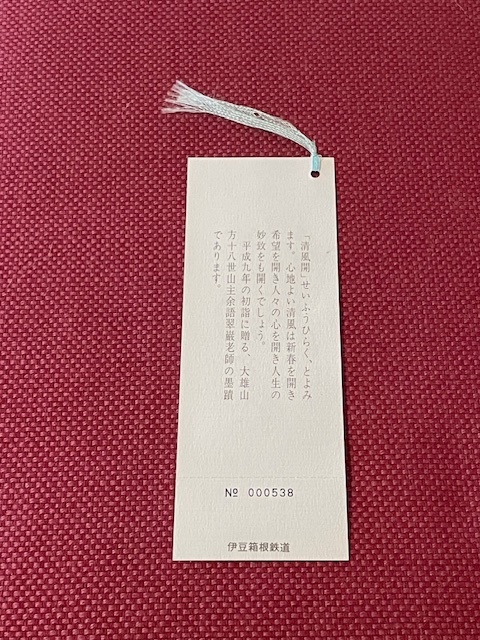 「清風開」せいふうひらく、とよみ
ます。心地よい清風は新春を開き
希望を開き人々の心を開き人生の
妙致をも開くでしょう。
平成九年の初詣に贈る、大雄山
方十八世山主余語翠巌老師の墨蹟
であります。
№ 000538
伊豆箱根鉄道